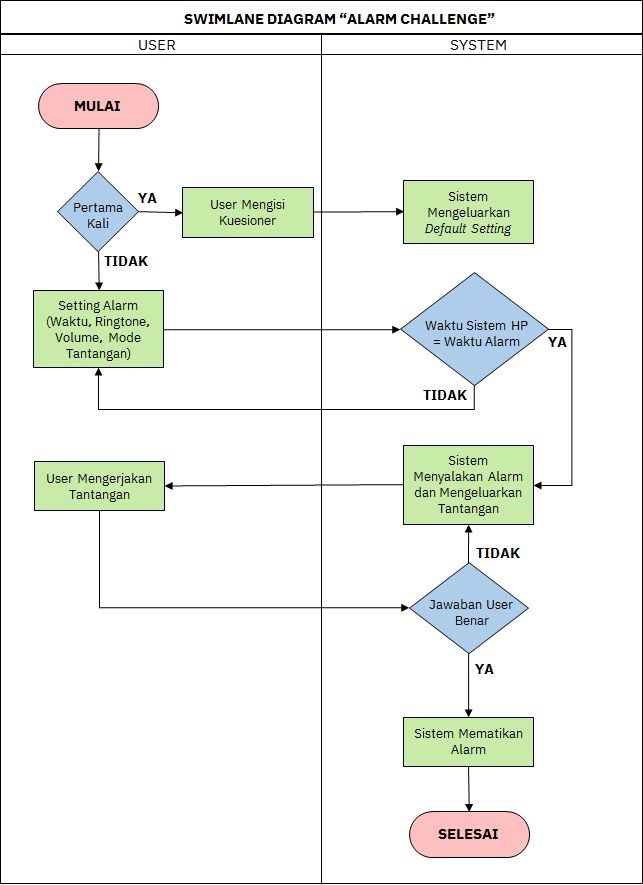 SWIMLANE DIAGRAM “ALARM CHALLENGE”
USER
SYSTEM
MULAI
Pertama
Kali
YA
User Mengisi
Kuesioner
Sistem
Mengeluarkan
Default Setting
TIDAK
Setting Alarm
(Waktu, Ringtone,
Volume, Mode
Tantangan)
Waktu Sistem HP
= Waktu Alarm
YA
TIDAK
User Mengerjakan
Tantangan
Sistem
Menyalakan Alarm
dan Mengeluarkan
Tantangan
TIDAK
Jawaban User
Benar
YA
Sistem Mematikan
Alarm
SELESAI